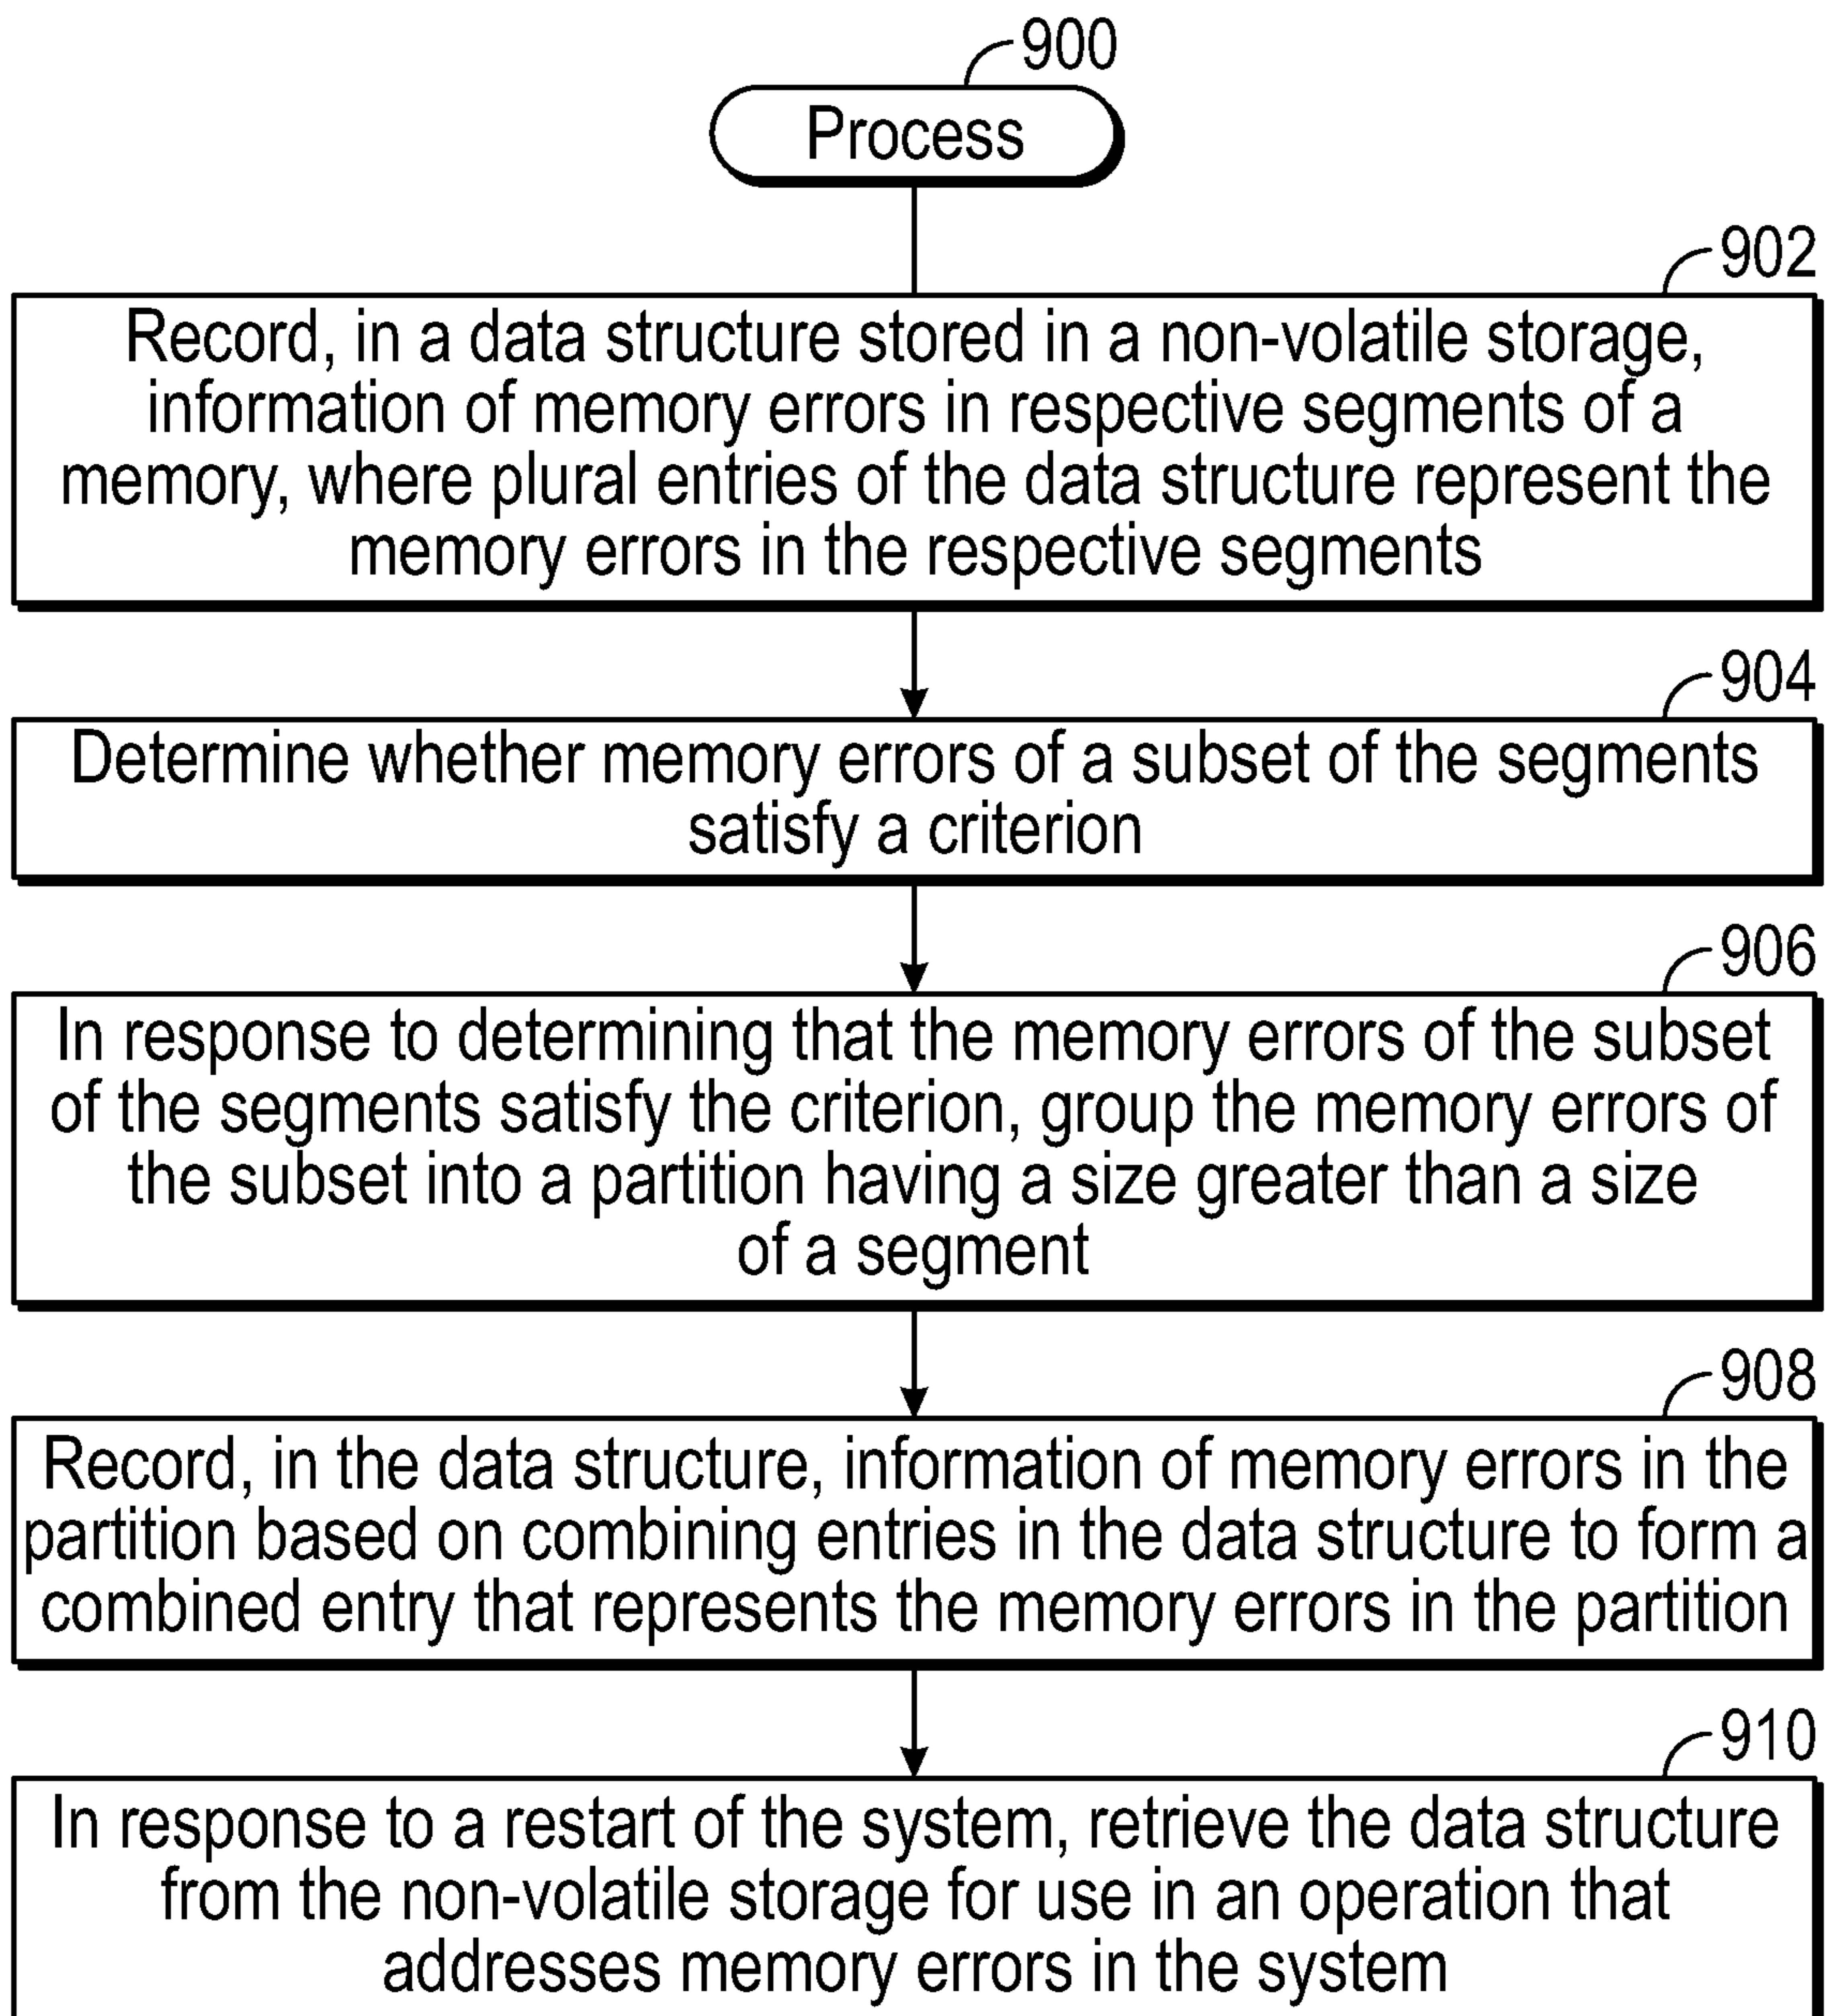 900
Process
902
Record, in a data structure stored in a non-volatile storage,
information of memory errors in respective segments of a
memory, where plural entries of the data structure represent the
memory errors in the respective segments
904
Determine whether memory errors of a subset of the segments
satisfy a criterion
906
In response to determining that the memory errors of the subset
of the segments satisfy the criterion, group the memory errors of
the subset into a partition having a size greater than a size
of a segment
908
Record, in the data structure, information of memory errors in the
partition based on combining entries in the data structure to form a
combined entry that represents the memory errors in the partition
910
In response to a restart of the system, retrieve the data structure
from the non-volatile storage for use in an operation that
addresses memory errors in the system